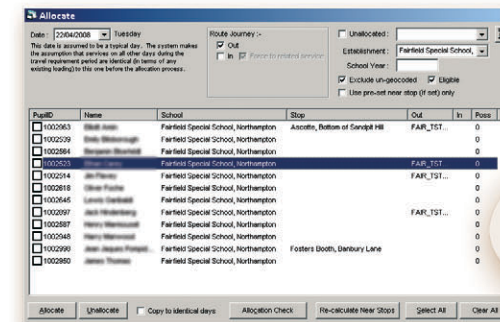 Allocate
Date : 22/04/2008 Tuesday
This date is assumed to be a typical day. The system makes
the assumption that services on all other days during the
travel requirement period are identical (in terms of any
existing loading) to this one before the allocation process.
Route Journey :-
Out
In Force to related service
Unallocated :
Establishment : Fairfield Special School,
School Year :
Exclude un-geocoded Eligible
Use pre-set near stop (if set) only
PupilID Name School Stop Out In Poss
1002963 Fairfield Special School, Northampton Ascotte, Bottom of Sandpit Hill FAIR_TST... 0
1002539 Fairfield Special School, Northampton 0
1002564 Fairfield Special School, Northampton 0
1002523 Fairfield Special School, Northampton FAIR_TST... 0
1002514 Fairfield Special School, Northampton FAIR_TST... 0
1002618 Fairfield Special School, Northampton 0
1002645 Fairfield Special School, Northampton 0
1002697 Fairfield Special School, Northampton FAIR_TST... 0
1002587 Fairfield Special School, Northampton 0
1002948 Fairfield Special School, Northampton 0
1002998 Fairfield Special School, Northampton Fosters Booth, Banbury Lane 0
1002950 Fairfield Special School, Northampton 0
Allocate Unallocate Copy to identical days Allocation Check Re-calculate Near Stops Select All Clear All